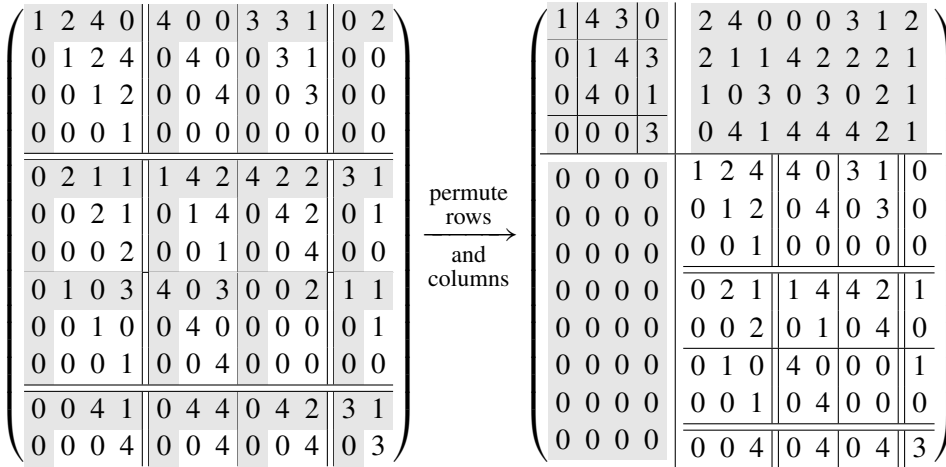 1 2 4 0 4 0 0 3 3 1 0 2
0 1 2 4 0 4 0 0 3 1 0 0
0 0 1 2 0 0 4 0 0 3 0 0
0 0 0 1 0 0 0 0 0 0 0 0
0 2 1 1 1 4 2 4 2 2 3 1
0 0 2 1 0 1 4 0 4 2 0 1
0 0 0 2 0 0 1 0 0 4 0 0
0 1 0 3 4 0 3 0 0 2 1 1
0 0 1 0 0 4 0 0 0 0 0 1
0 0 0 1 0 0 4 0 0 0 0 0
0 0 4 1 0 4 4 0 4 2 3 1
0 0 0 4 0 0 4 0 0 4 0 3
permute
rows
and
columns
1 4 3 0 2 4 0 0 0 3 1 2
0 1 4 3 2 1 1 4 2 2 2 1
0 4 0 1 1 0 3 0 3 0 2 1
0 0 0 3 0 4 1 4 4 4 2 1
0 0 0 0 1 2 4 4 0 3 1 0
0 0 0 0 0 1 2 0 4 0 3 0
0 0 0 0 0 0 1 0 0 0 0 0
0 0 0 0 0 2 1 1 4 4 2 1
0 0 0 0 0 0 2 0 1 0 4 0
0 0 0 0 0 1 0 4 0 0 0 1
0 0 0 0 0 0 1 0 4 0 0 0
0 0 0 0 0 0 4 0 4 0 4 3